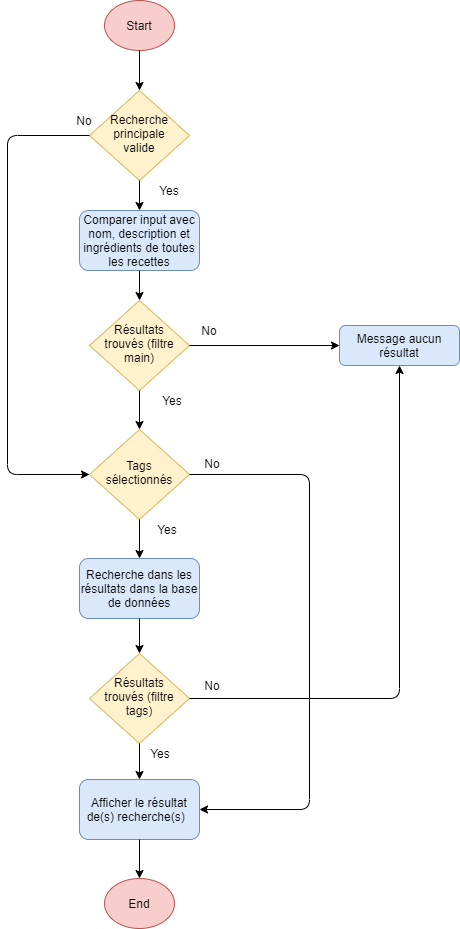 Start
No
Recherche
principale
valide
Yes
Comparer input avec
nom, description et
ingrédients de toutes
les recettes
Résultats
trouvés (filtre
main)
No
Message aucun
résultat
Yes
Tags
sélectionnés
No
Yes
Recherche dans les
résultats dans la base
de données
Résultats
trouvés (filtre
tags)
No
Yes
Afficher le résultat
de(s) recherche(s)
End